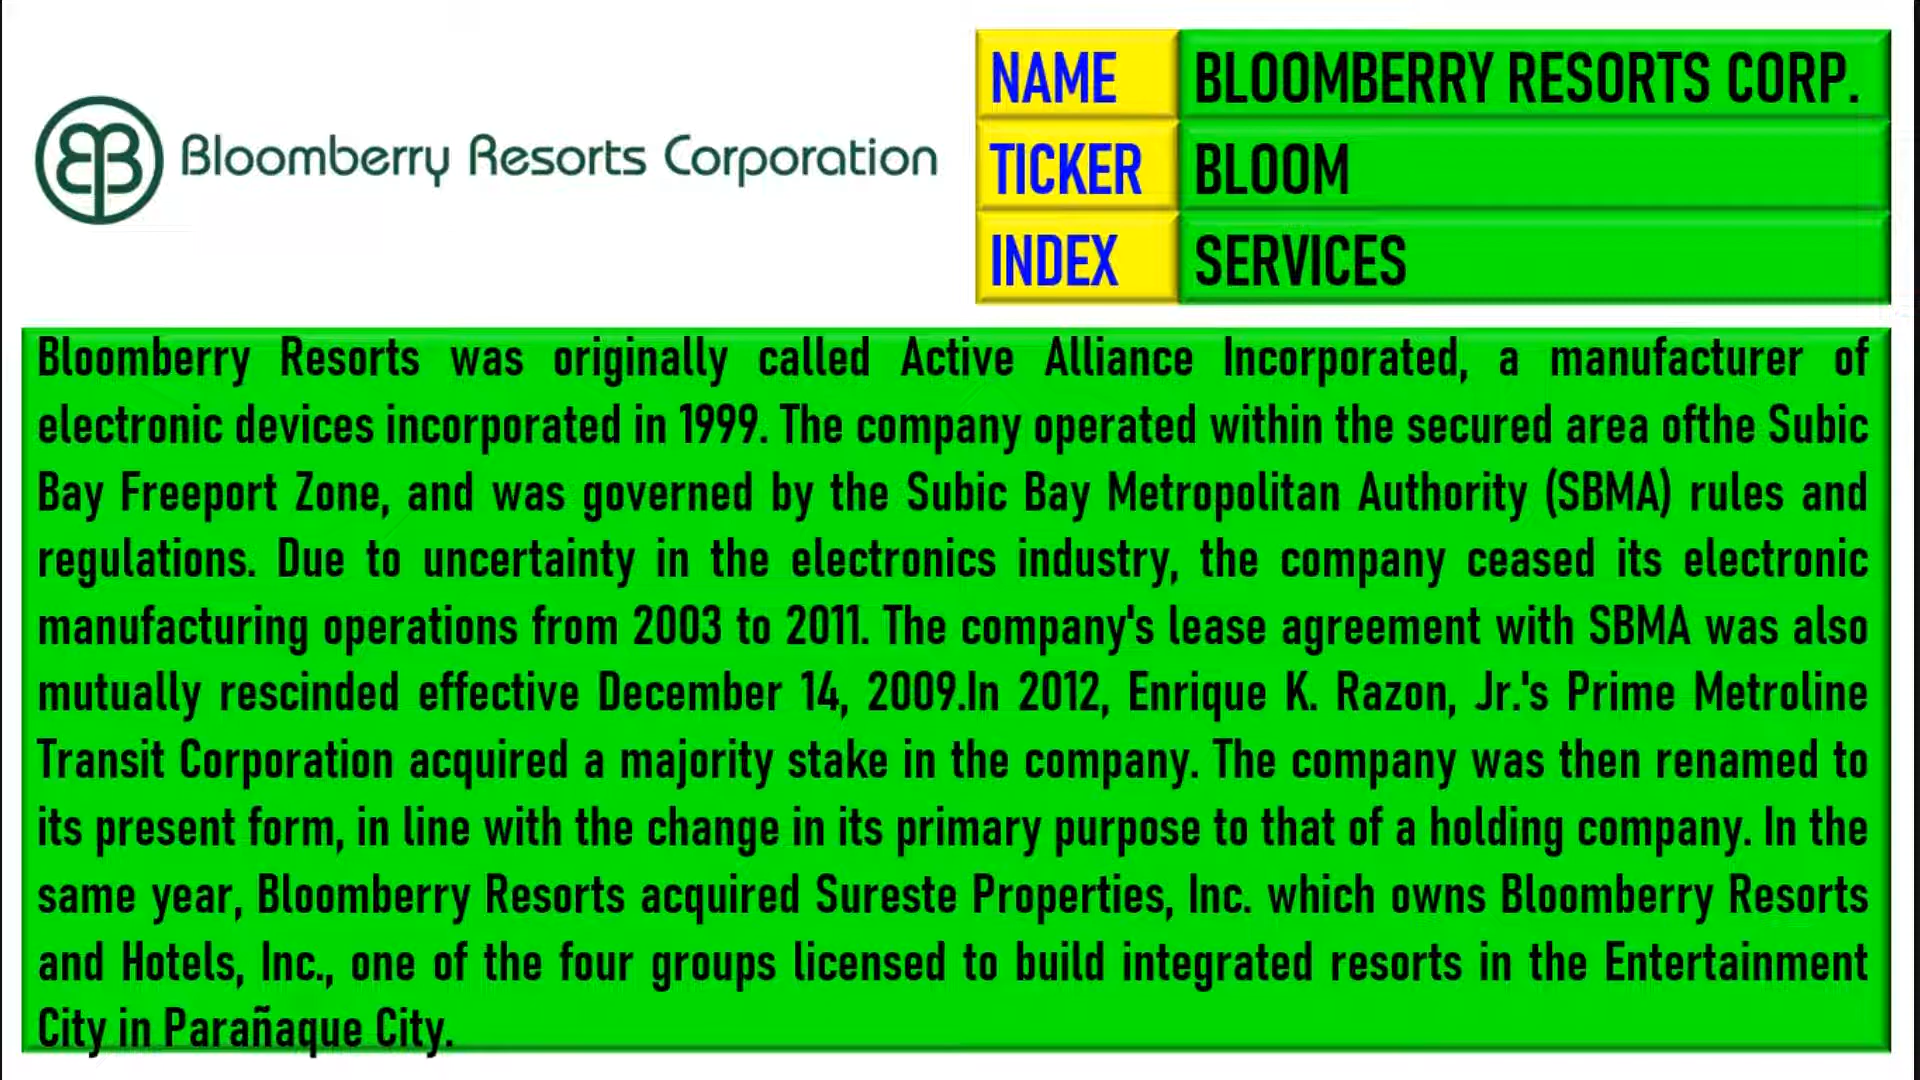 Bloomberry Resorts Corporation
NAME BLOOMBERRY RESORTS CORP.
TICKER BLOOM
INDEX SERVICES
Bloomberry Resorts was originally called Active Alliance Incorporated, a manufacturer of
electronic devices incorporated in 1999. The company operated within the secured area ofthe Subic
Bay Freeport Zone, and was governed by the Subic Bay Metropolitan Authority (SBMA) rules and
regulations. Due to uncertainty in the electronics industry, the company ceased its electronic
manufacturing operations from 2003 to 2011. The company's lease agreement with SBMA was also
mutually rescinded effective December 14, 2009.In 2012, Enrique K. Razon, Jr.'s Prime Metroline
Transit Corporation acquired a majority stake in the company. The company was then renamed to
its present form, in line with the change in its primary purpose to that of a holding company. In the
same year, Bloomberry Resorts acquired Sureste Properties, Inc. which owns Bloomberry Resorts
and Hotels, Inc., one of the four groups licensed to build integrated resorts in the Entertainment
City in Parañaque City.